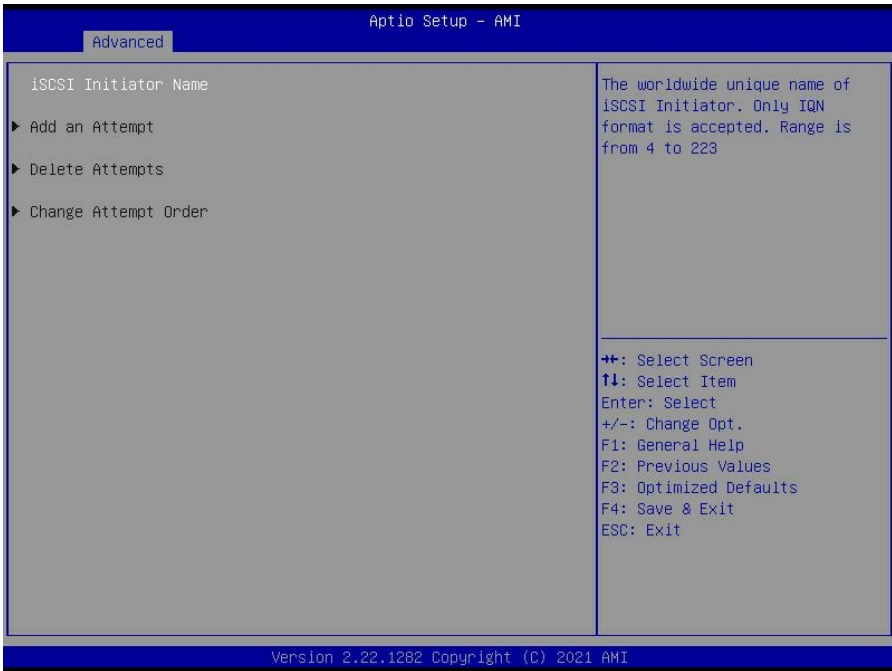 Aptio Setup – AMI
Advanced
iSCSI Initiator Name
▶ Add an Attempt
▶ Delete Attempts
▶ Change Attempt Order
The worldwide unique name of
iSCSI Initiator. Only IQN
format is accepted. Range is
from 4 to 223
→←: Select Screen
↑↓: Select Item
Enter: Select
+/-: Change Opt.
F1: General Help
F2: Previous Values
F3: Optimized Defaults
F4: Save & Exit
ESC: Exit
Version 2.22.1282 Copyright (C) 2021 AMI